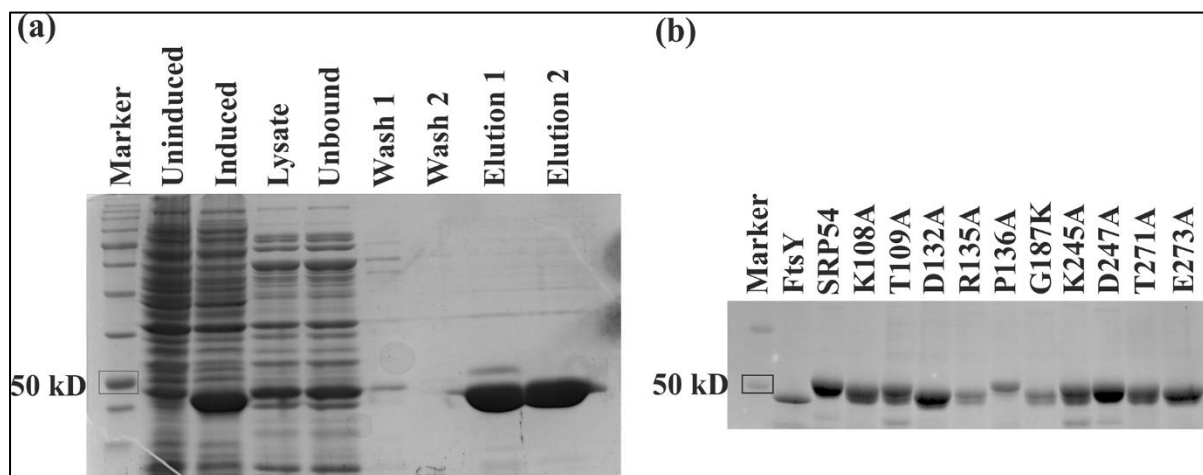 (a)
Marker
Uninduced
Induced
Lysate
Unbound
Wash 1
Wash 2
Elution 1
Elution 2
50 kD
(b)
Marker
FtsY
SRP54
K108A
T109A
D132A
R135A
P136A
G187K
K245A
D247A
T271A
E273A
50 kD